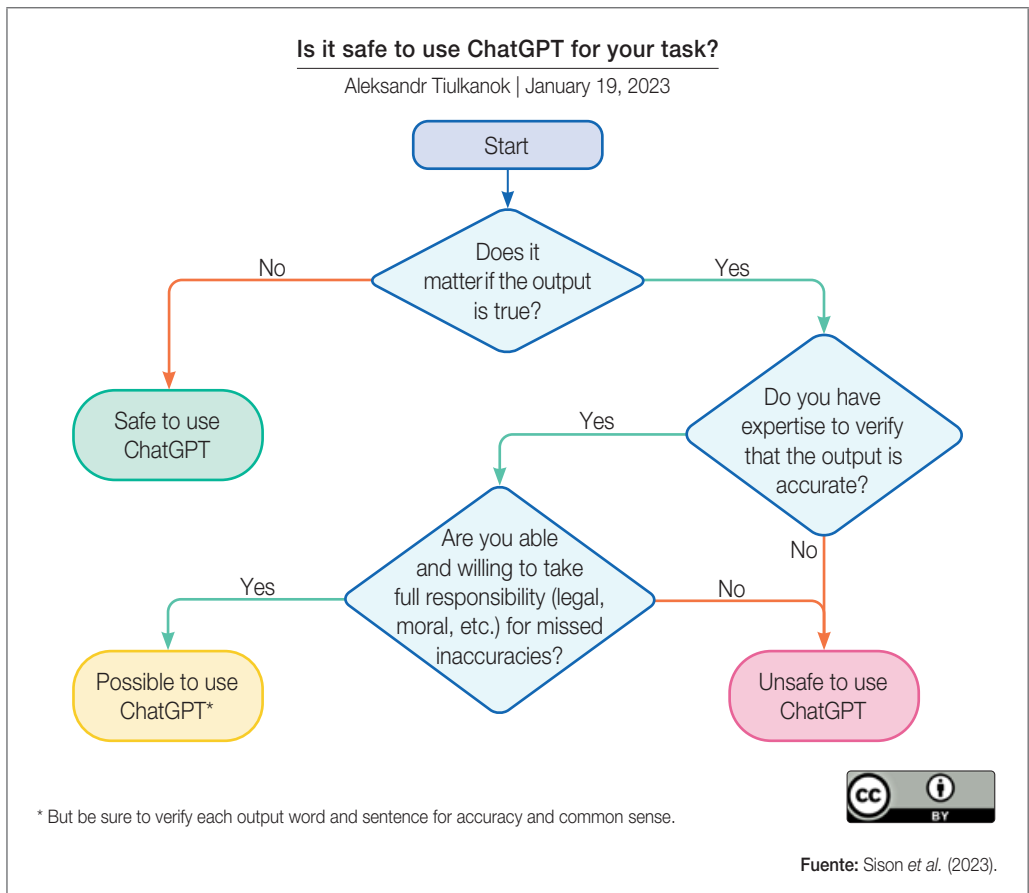 Is it safe to use ChatGPT for your task?
Aleksandr Tiulkanok | January 19, 2023
Start
Does it
matterif the output
is true?
No
Yes
Safe to use
ChatGPT
Do you have
expertise to verify
that the output is
accurate?
Yes
No
Are you able
and willing to take
full responsibility (legal,
moral, etc.) for missed
inaccuracies?
Yes
No
Possible to use
ChatGPT*
Unsafe to use
ChatGPT
* But be sure to verify each output word and sentence for accuracy and common sense.
cc
BY
Fuente: Sison et al. (2023).